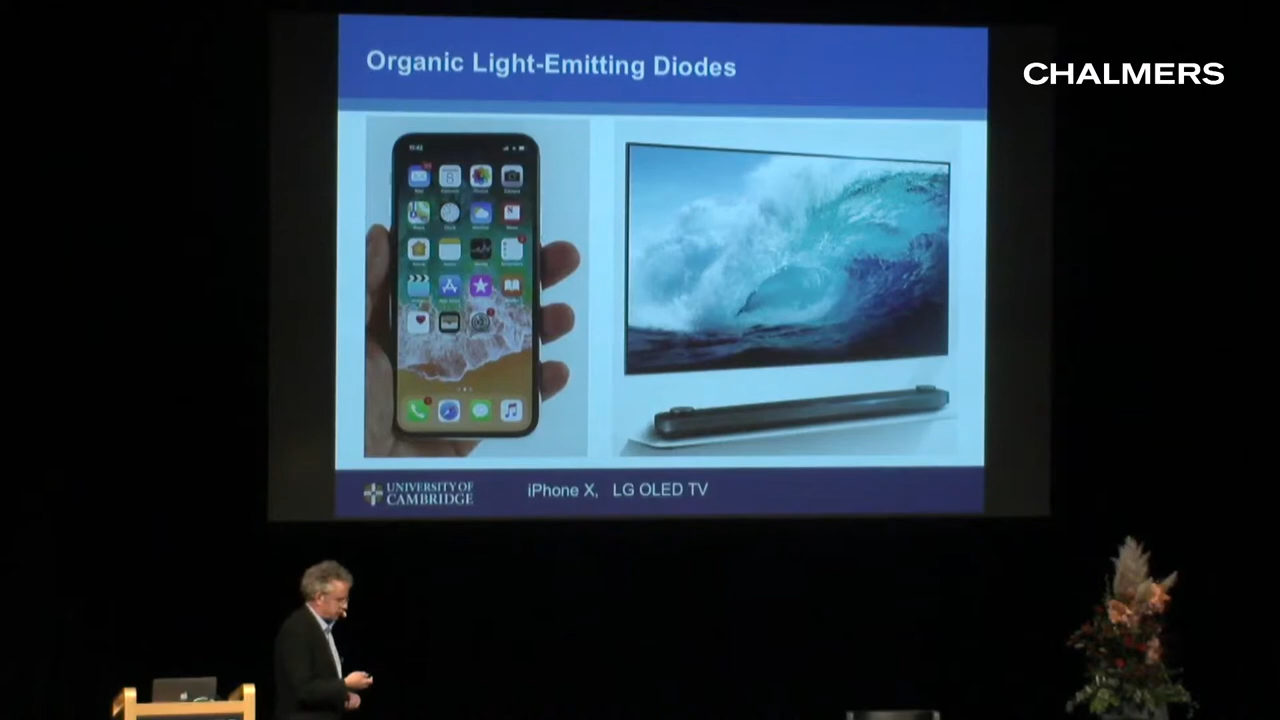 Organic Light-Emitting Diodes
CHALMERS
UNIVERSITY OF
CAMBRIDGE
iPhone X, LG OLED TV